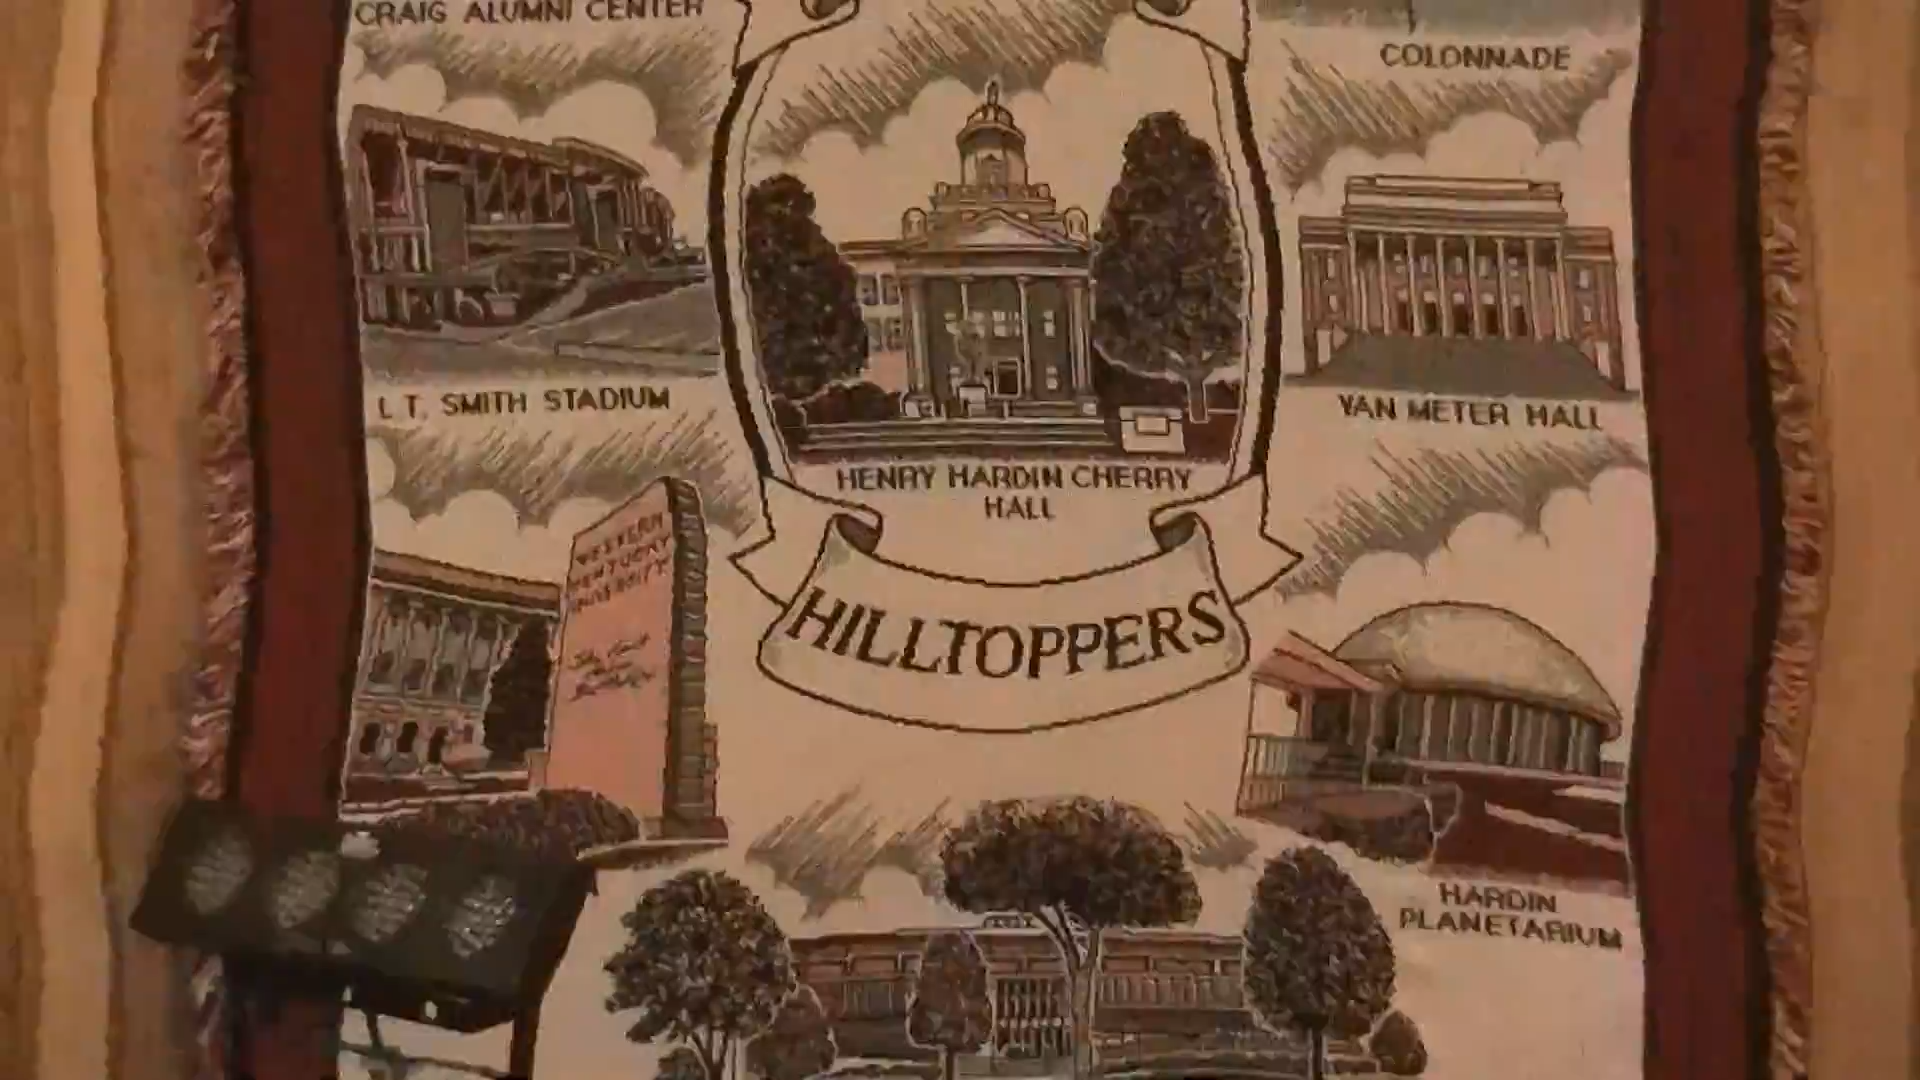 CRAIG ALUMNI CENTER
COLONNADE
L.T. SMITH STADIUM
VAN METER HALL
HENRY HARDIN CHERRY
HALL
WESTERN
KENTUCKY
UNIVERSITY
HILLTOPPERS
HARDIN
PLANETARIUM